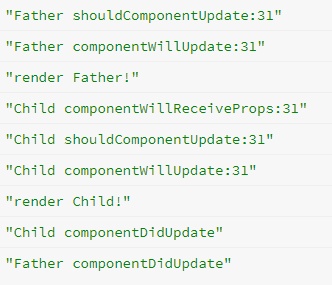 "Father shouldComponentUpdate:31"
"Father componentWillUpdate:31"
"render Father!"
"Child componentWillReceiveProps:31"
"Child shouldComponentUpdate:31"
"Child componentWillUpdate:31"
"render Child!"
"Child componentDidUpdate"
"Father componentDidUpdate"